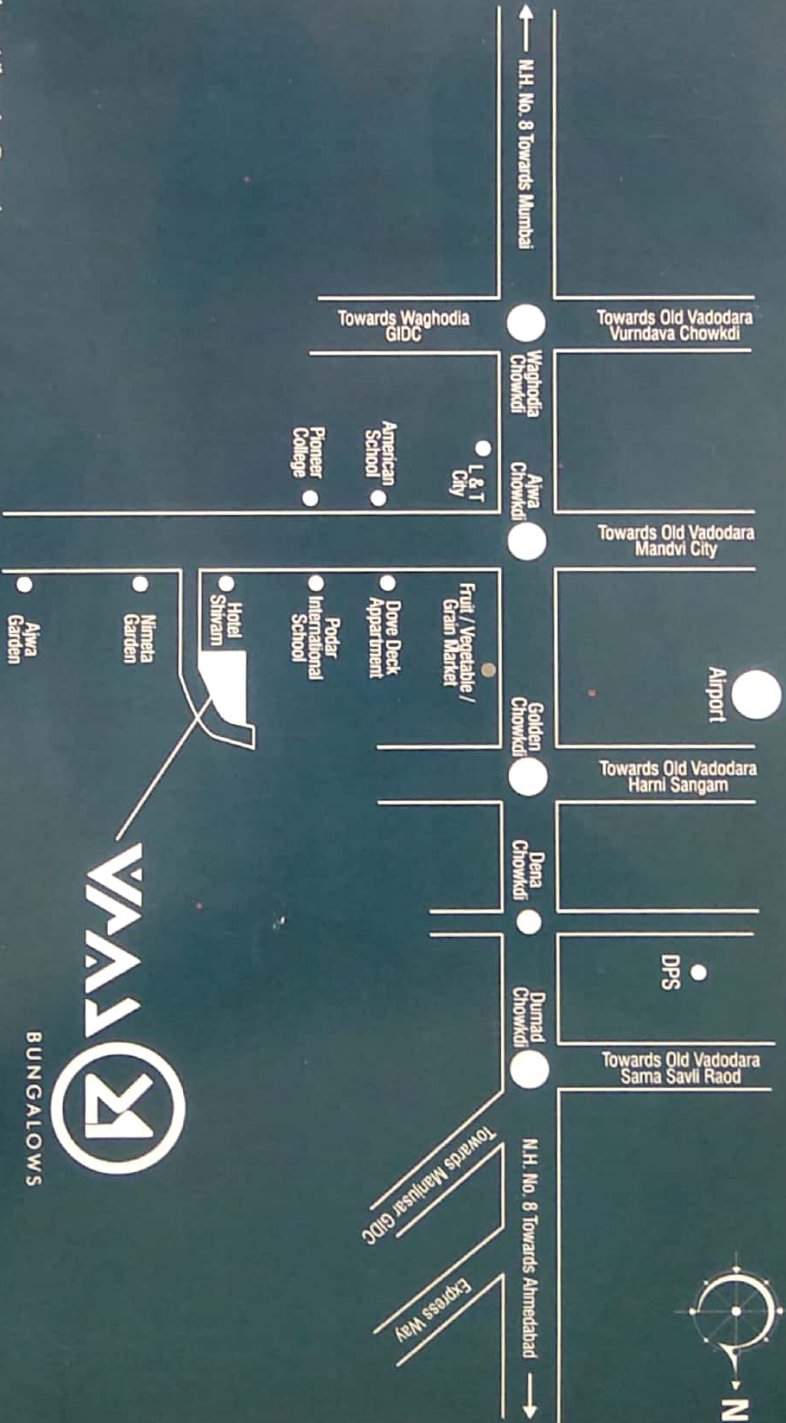 N
Airport
DPS
Towards Old Vadodara
Vurndava Chowkdi
Towards Old Vadodara
Mandvi City
Towards Old Vadodara
Harni Sangam
Towards Old Vadodara
Sama Savli Raod
N.H. No. 8 Towards Mumbai
Waghodia
Chowkdi
Ajwa
Chowkdi
Golden
Chowkdi
Dena
Chowkdi
Dumad
Chowkdi
N.H. No. 8 Towards Ahmedabad
Towards Waghodia
GIDC
L & T
City
Fruit / Vegetable /
Grain Market
Towards Manjusar GIDC
Express Way
American
School
Dove Deck
Appartment
Pioneer
College
Podar
International
School
Hotel
Shivam
Nimeta
Garden
Ajwa
Garden
BUNGALOWS